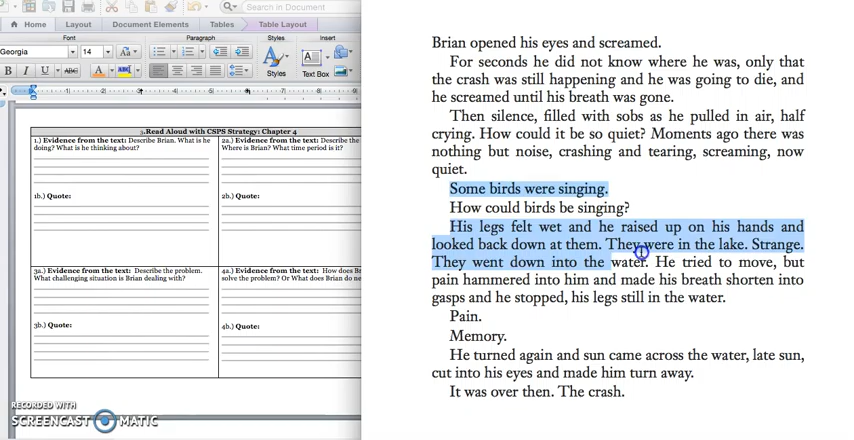 Search in Document
Home
Layout
Document Elements
Tables
Table Layout
Font
Paragraph
Styles
Insert
Georgia
14
Aa
B I U ABC
A
Styles
Text Box
3.Read Aloud with CSPS Strategy: Chapter 4
1.) Evidence from the text: Describe Brian. What is he
doing? What is he thinking about?
2a.) Evidence from the text: Describe the
Where is Brian? What time period is it?
1b.) Quote:
2b.) Quote:
3a.) Evidence from the text: Describe the problem.
What challenging situation is Brian dealing with?
4a.) Evidence from the text: How does Br
solve the problem? Or What does Brian do ne
3b.) Quote:
4b.) Quote:
RECORDED WITH
SCREENCAST MATIC
Brian opened his eyes and screamed.
For seconds he did not know where he was, only that
the crash was still happening and he was going to die, and
he screamed until his breath was gone.
Then silence, filled with sobs as he pulled in air, half
crying. How could it be so quiet? Moments ago there was
nothing but noise, crashing and tearing, screaming, now
quiet.
Some birds were singing.
How could birds be singing?
His legs felt wet and he raised up on his hands and
looked back down at them. They were in the lake. Strange.
They went down into the water. He tried to move, but
pain hammered into him and made his breath shorten into
gasps and he stopped, his legs still in the water.
Pain.
Memory.
He turned again and sun came across the water, late sun,
cut into his eyes and made him turn away.
It was over then. The crash.